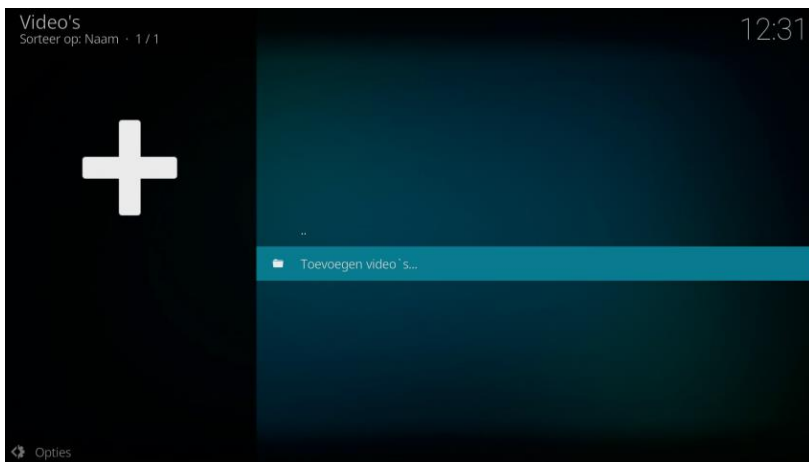 Video's
Sorteer op: Naam · 1 / 1
12:31
..
Toevoegen video`s...
Opties